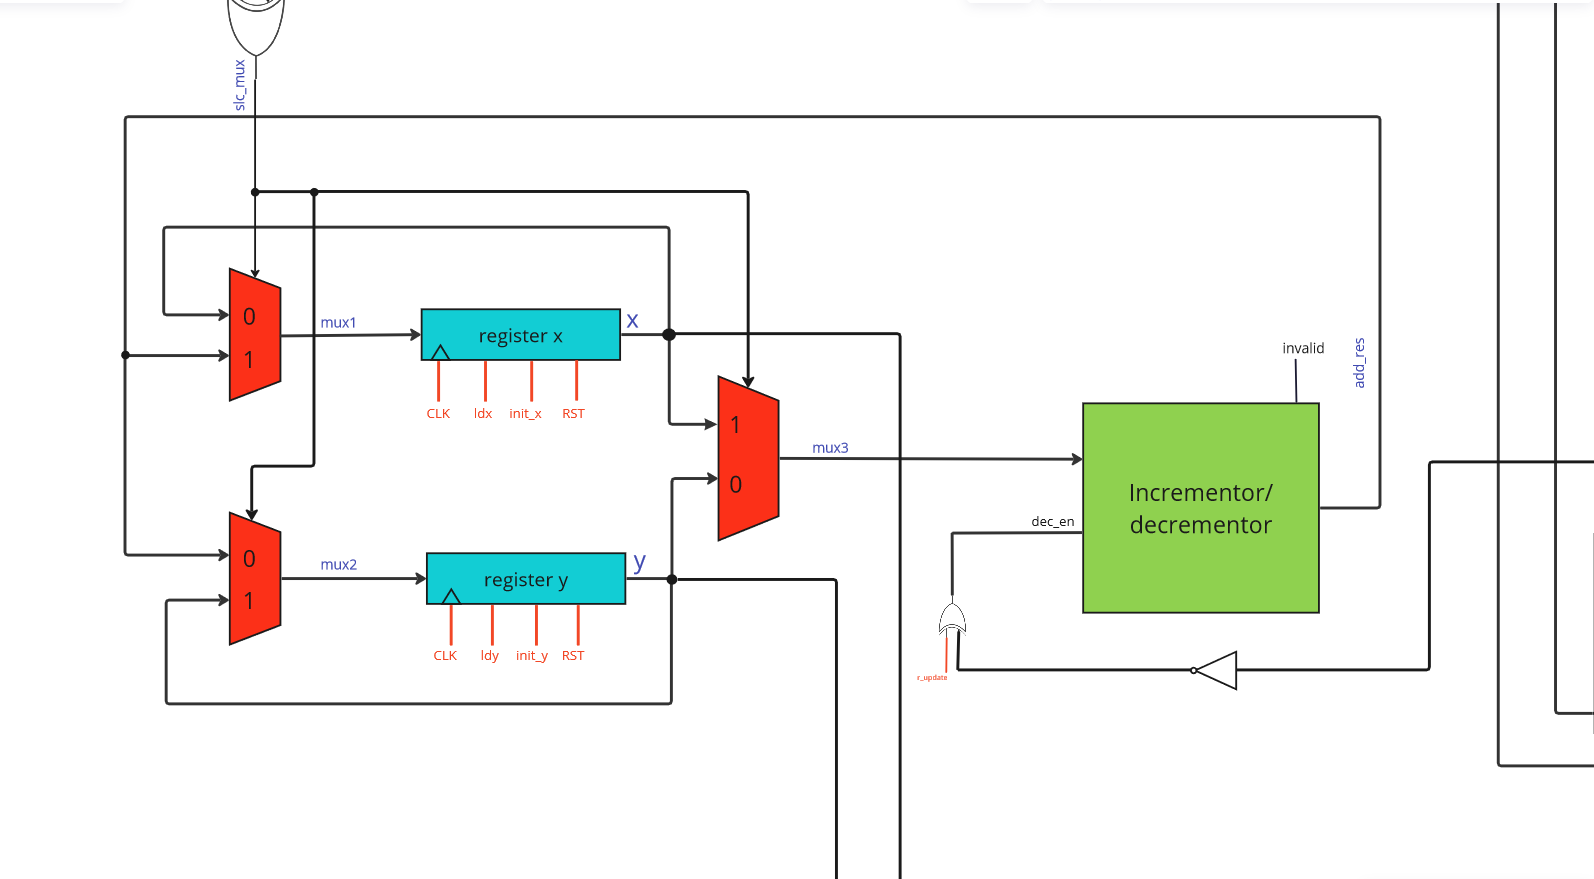 slc_mux
0
1
mux1
register x
x
CLK
ldx
init_x
RST
1
0
mux3
invalid
add_res
Incrementor/
decrementor
dec_en
r_update
0
1
mux2
register y
y
CLK
ldy
init_y
RST